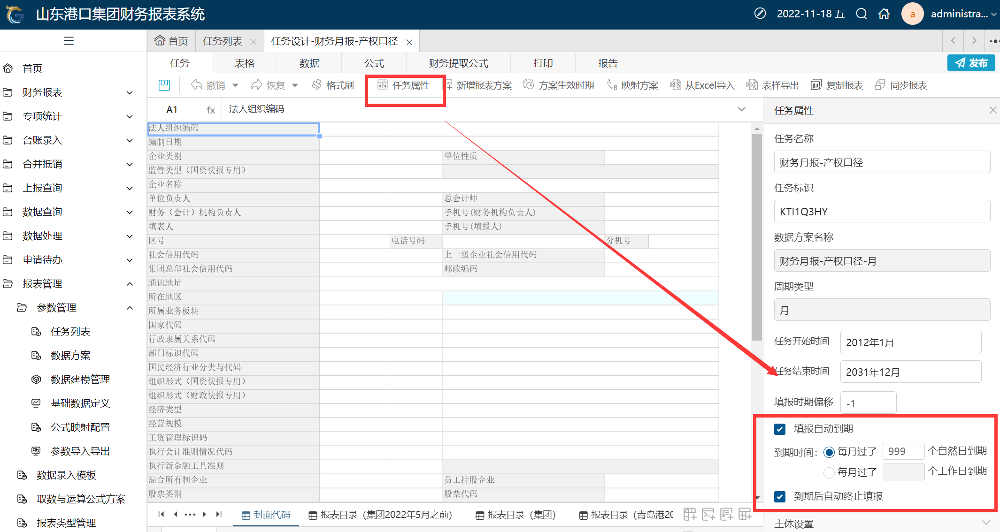 山东港口集团财务报表系统
2022-11-18 五
a
administra...
首页
任务列表
任务设计-财务月报-产权口径
任务
表格
数据
公式
财务提取公式
打印
报告
发布
撤销
恢复
格式刷
任务属性
新增报表方案
方案生效时期
映射方案
从Excel导入
表样导出
复制报表
同步报表
A1
fx
法人组织编码
首页
财务报表
专项统计
台账录入
合并抵销
上报查询
数据查询
数据处理
申请待办
报表管理
参数管理
任务列表
数据方案
数据建模管理
基础数据定义
公式映射配置
参数导入导出
数据录入模板
取数与运算公式方案
报表类型管理
法人组织编码
编制日期
企业类别 单位性质
监管类型（国资快报专用）
企业名称
单位负责人 总会计师
财务（会计）机构负责人 手机号(财务机构负责人)
填表人 手机号(填报人)
区号 电话号码 分机号
社会信用代码 上一级企业社会信用代码
集团总部社会信用代码 邮政编码
通讯地址
所在地区
所属业务板块
国家代码
行政隶属关系代码
部门标识代码
国民经济行业分类与代码
组织形式（国资快报专用）
组织形式（财政快报专用）
经济类型
经营规模
工资管理标识码
执行会计准则情况代码
执行新金融工具准则
混合所有制企业 员工持股企业
股票类别 股票代码
封面代码
报表目录（集团2022年5月之前）
报表目录（集团）
报表目录（青岛港20
任务属性
任务名称
财务月报-产权口径
任务标识
KTI1Q3HY
数据方案名称
财务月报-产权口径-月
周期类型
月
任务开始时间 2012年1月
任务结束时间 2031年12月
填报时期偏移 -1
填报自动到期
到期时间： 每月过了 999 个自然日到期
每月过了 个工作日到期
到期后自动终止填报
主体设置